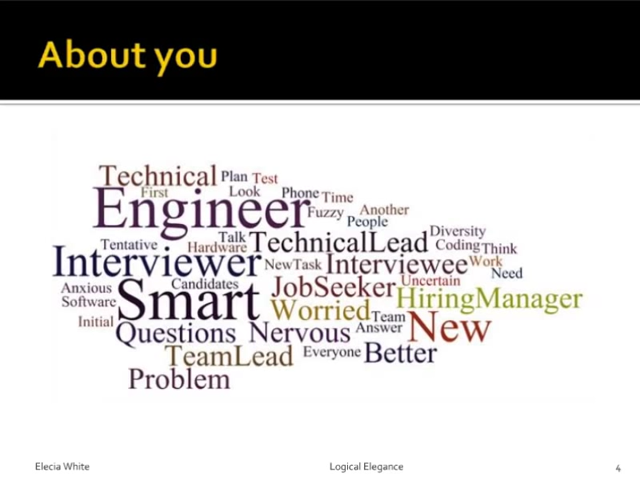 About you
Technical Plan Test
First Look Phone Time
Engineer Fuzzy Another
People
Tentative Hardware Talk TechnicalLead Diversity
Coding Think
Interviewer NewTask Interviewee Work
Need
Anxious Candidates JobSeeker Uncertain
Software Smart Worried Team HiringManager
Initial Questions Nervous Answer New
TeamLead Everyone Better
Problem
Elecia White Logical Elegance 4